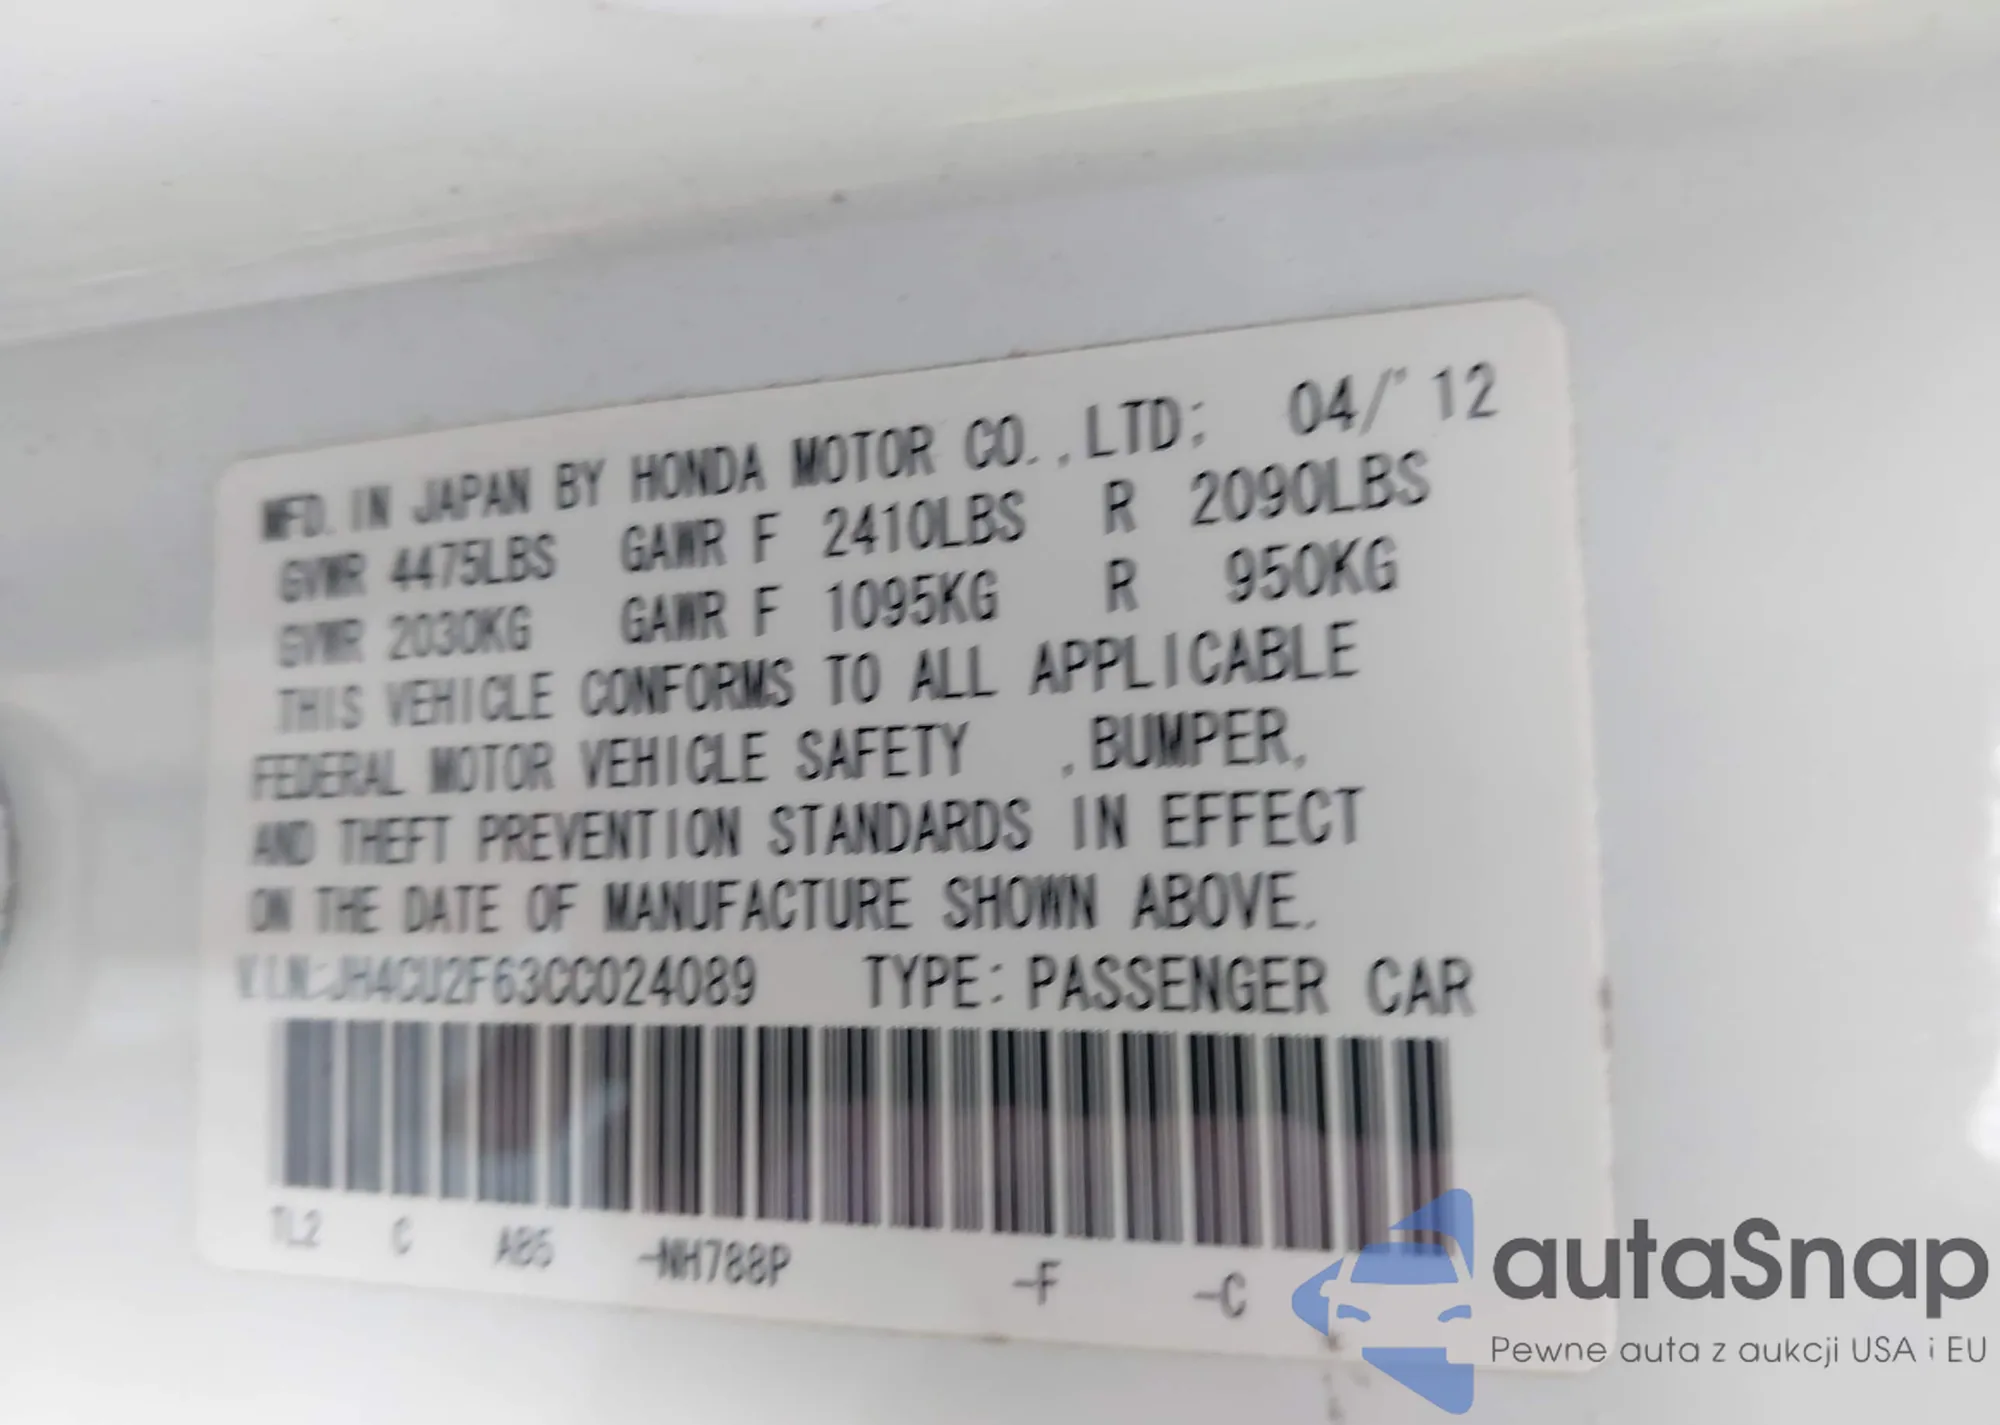 MFD. IN JAPAN BY HONDA MOTOR CO.,LTD; 04/'12
GVWR 4475LBS GAWR F 2410LBS R 2090LBS
GVWR 2030KG GAWR F 1095KG R 950KG
THIS VEHICLE CONFORMS TO ALL APPLICABLE
FEDERAL MOTOR VEHICLE SAFETY ,BUMPER,
AND THEFT PREVENTION STANDARDS IN EFFECT
ON THE DATE OF MANUFACTURE SHOWN ABOVE.
V.I.N:JH4CU2F63CC024089 TYPE: PASSENGER CAR
TL2 C AB5 -NH788P -F -C
autaSnap
Pewne auta z aukcji USA i EU